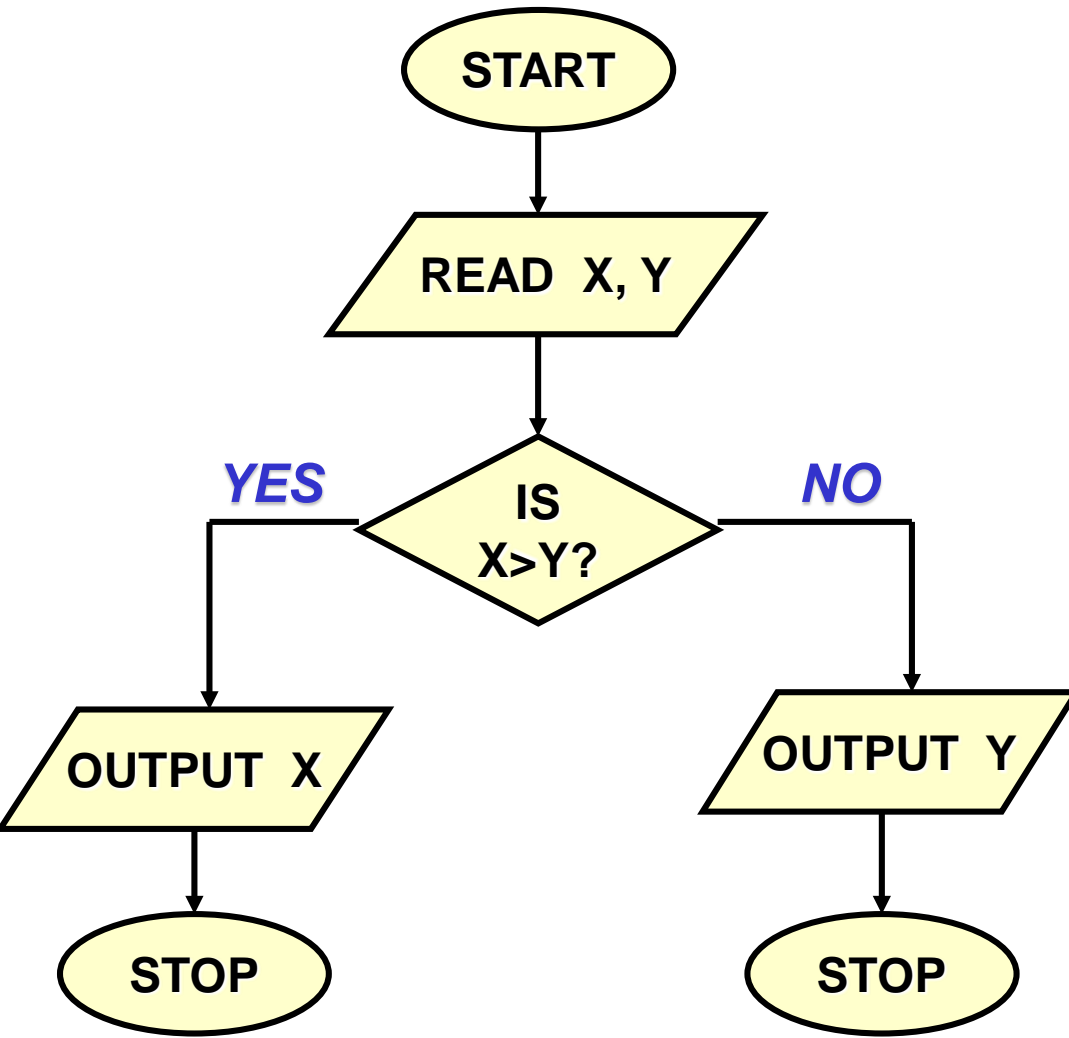 START
READ X, Y
IS
X>Y?
YES
NO
OUTPUT X
OUTPUT Y
STOP
STOP